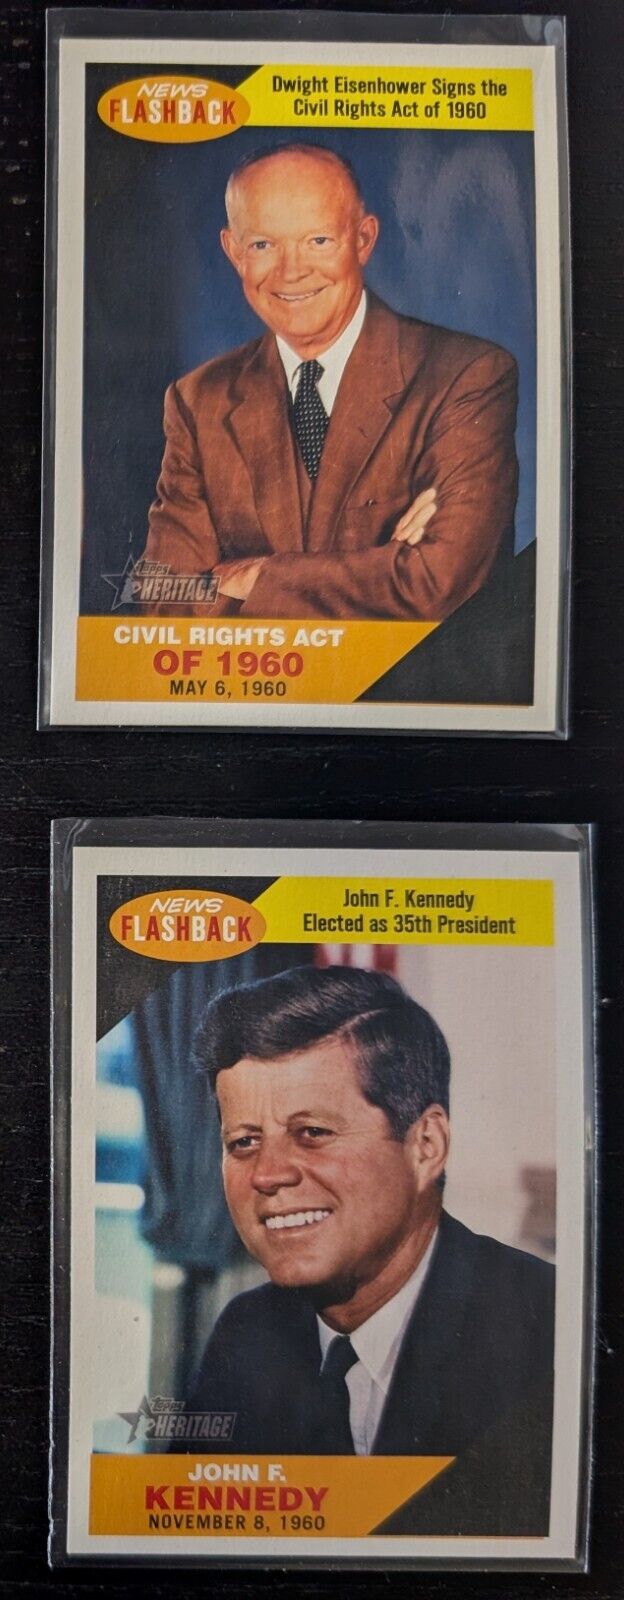 NEWS
FLASHBACK
Dwight Eisenhower Signs the
Civil Rights Act of 1960
Topps
HERITAGE
CIVIL RIGHTS ACT
OF 1960
MAY 6, 1960
NEWS
FLASHBACK
John F. Kennedy
Elected as 35th President
Topps
HERITAGE
JOHN F.
KENNEDY
NOVEMBER 8, 1960